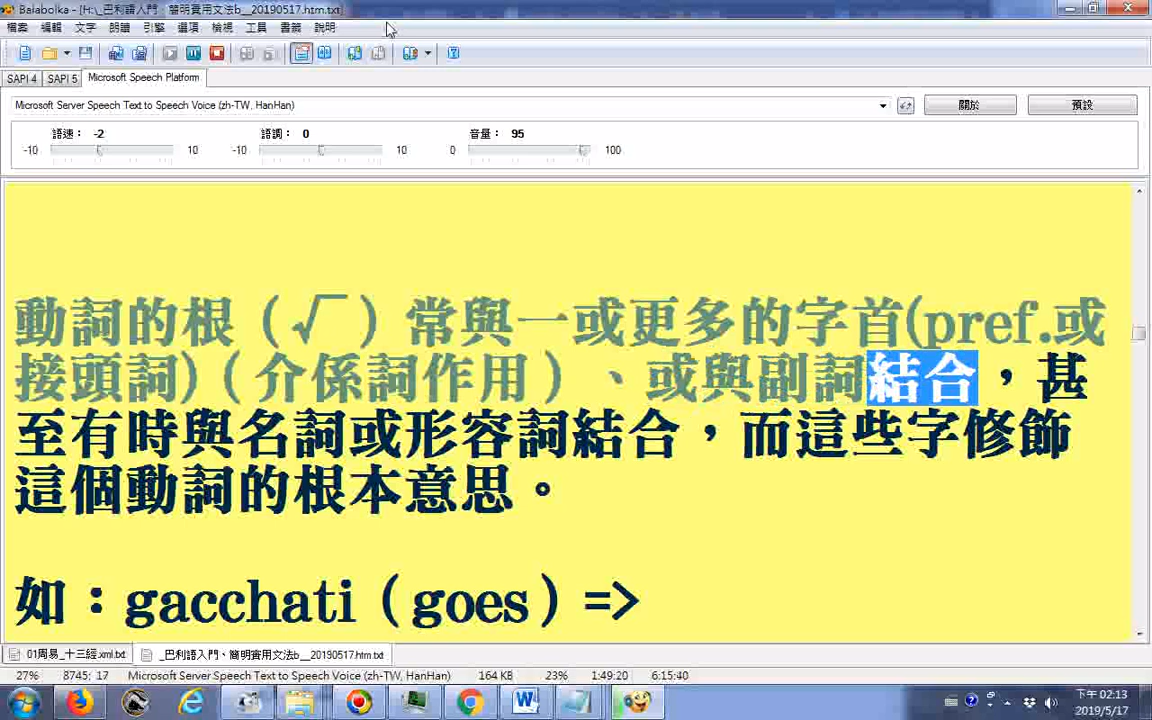 Balabolka - [H:\_巴利語入門、簡明實用文法b__20190517.htm.txt]
檔案 編輯 文字 朗讀 引擎 選項 檢視 工具 書籤 說明
SAPI 4 SAPI 5 Microsoft Speech Platform
Microsoft Server Speech Text to Speech Voice (zh-TW, HanHan) 關於 預設
語速： -2 語調： 0 音量： 95
-10 10 -10 10 0 100
動詞的根（√）常與一或更多的字首(pref.或
接頭詞)（介係詞作用）、或與副詞結合，甚
至有時與名詞或形容詞結合，而這些字修飾
這個動詞的根本意思。
如：gacchati（goes）=>
01周易_十三經.xml.txt _巴利語入門、簡明實用文法b__20190517.htm.txt
27% 8745: 17 Microsoft Server Speech Text to Speech Voice (zh-TW, HanHan) 164 KB 23% 1:49:20 6:15:40
下午 02:13
2019/5/17